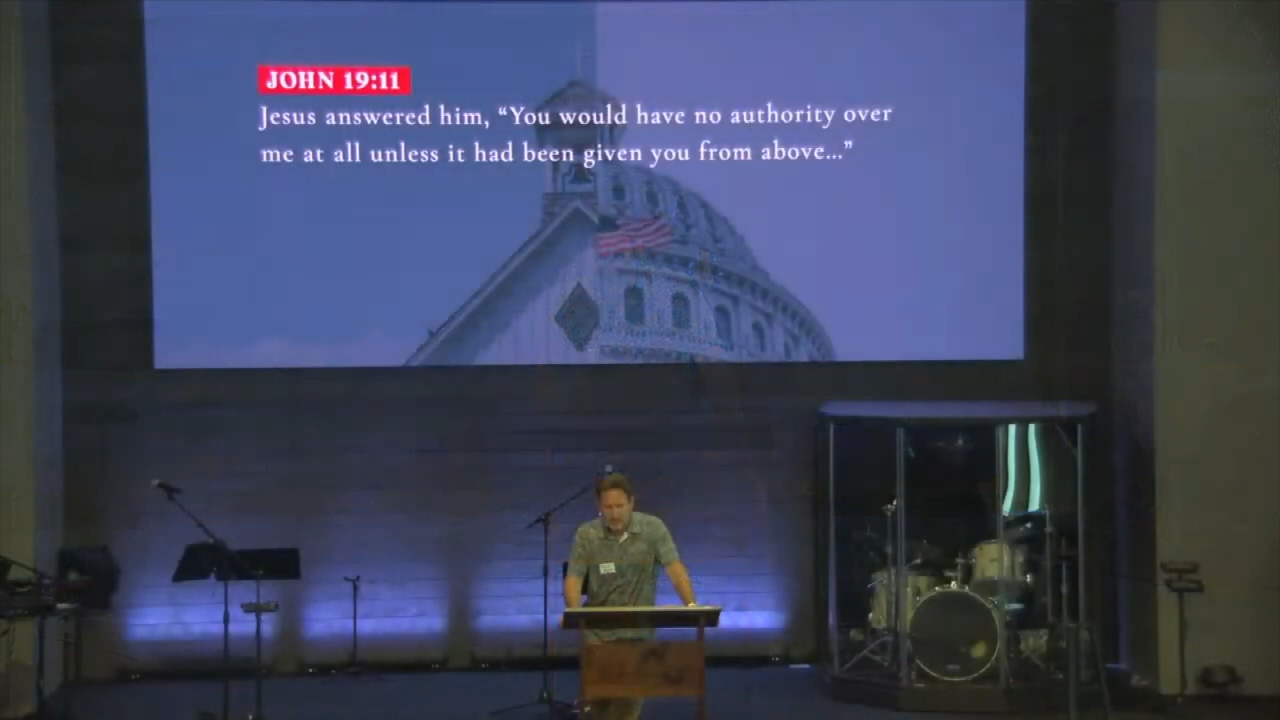 JOHN 19:11
Jesus answered him, “You would have no authority over
me at all unless it had been given you from above...”